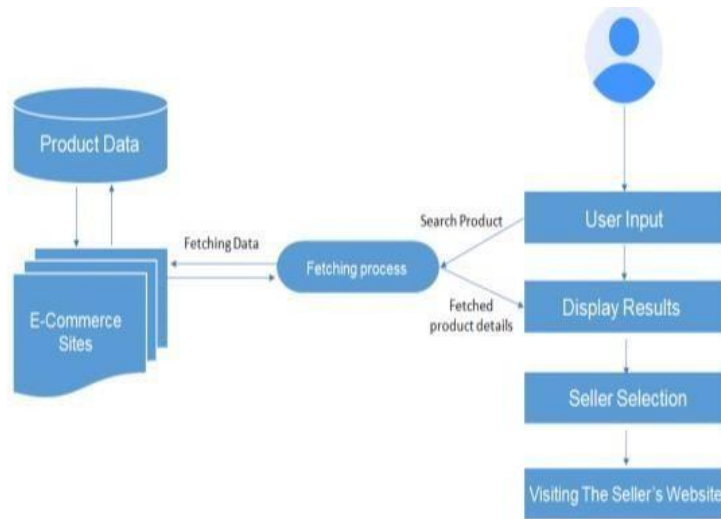 Product Data
Search Product
User Input
Fetching Data
Fetching process
E-Commerce
Sites
Fetched
product details
Display Results
Seller Selection
Visiting The Seller's Website